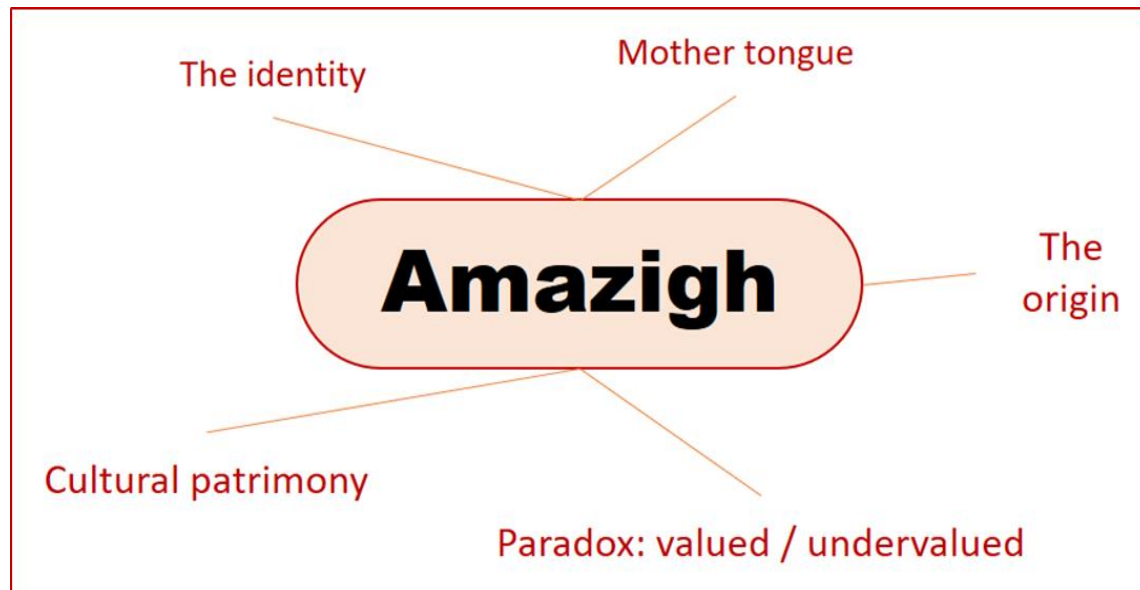 The identity
Mother tongue
Amazigh
The
origin
Cultural patrimony
Paradox: valued / undervalued